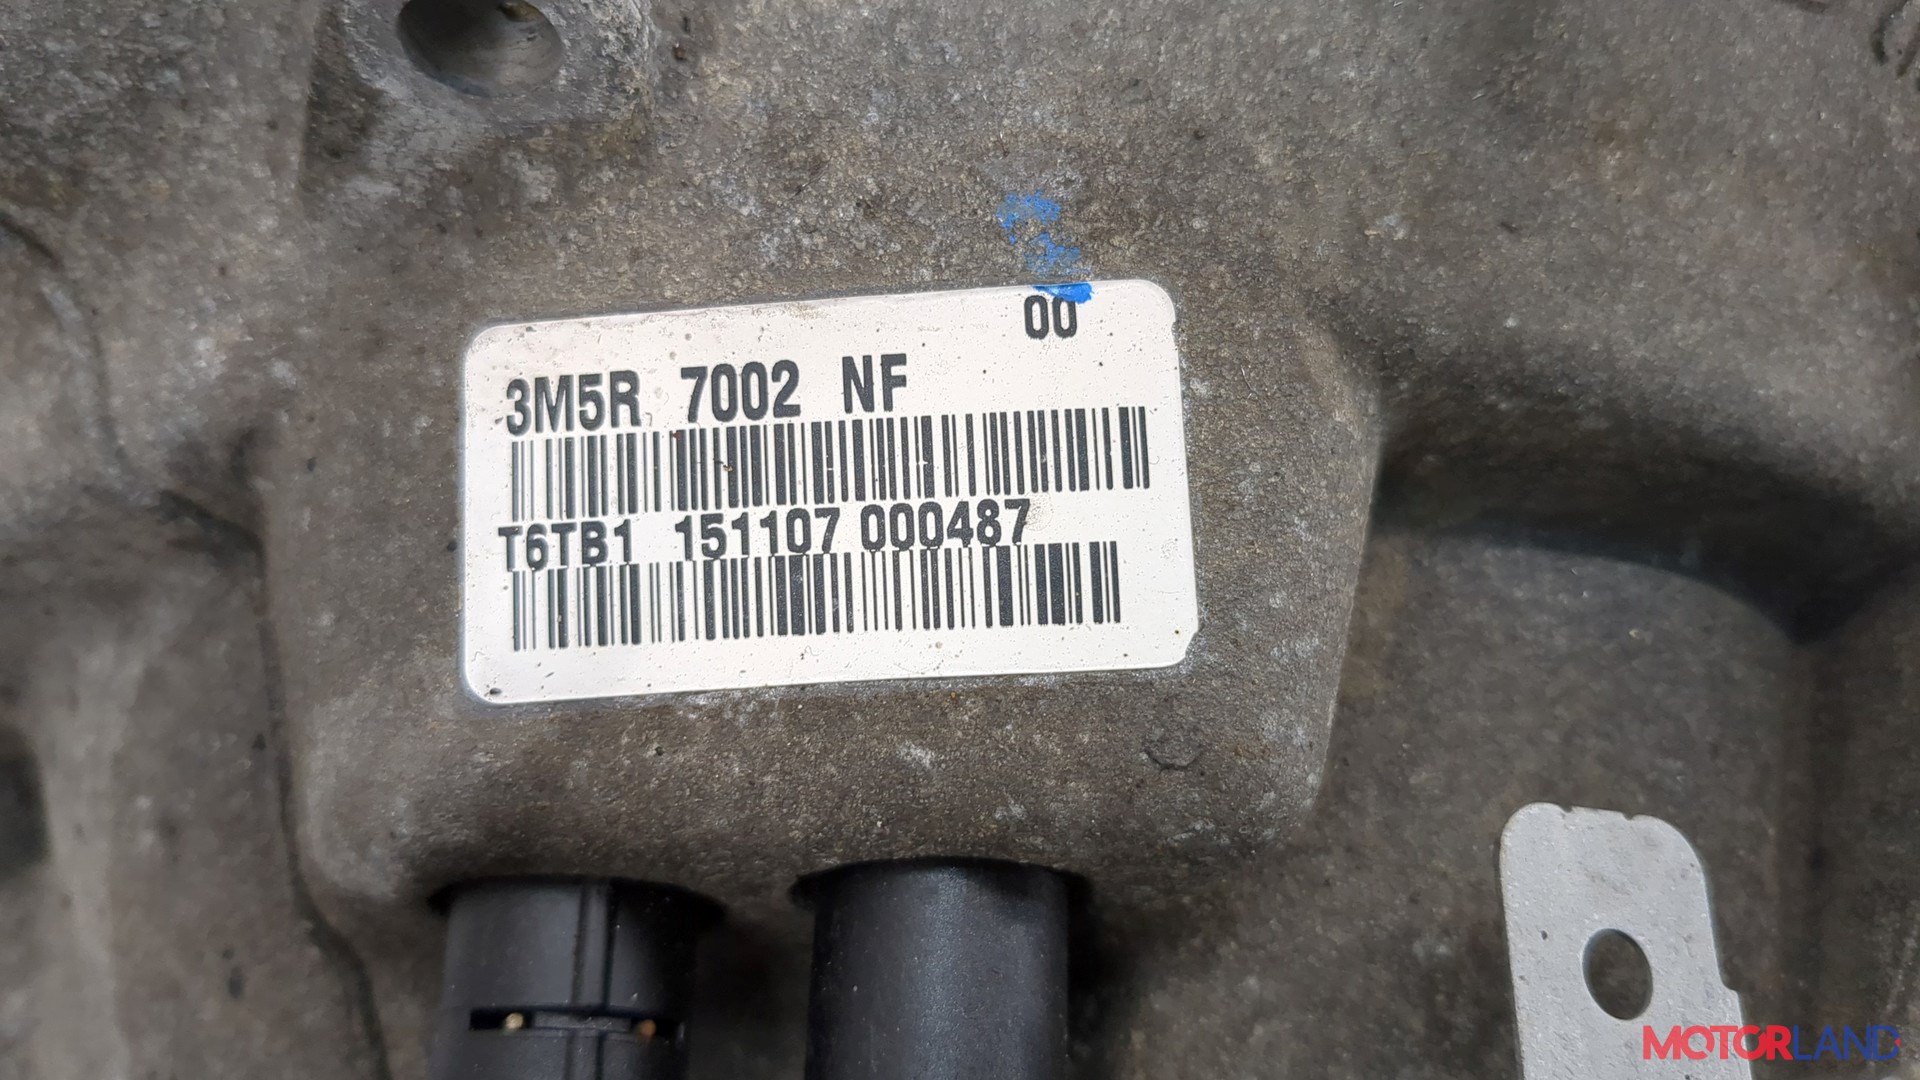 00
3M5R 7002 NF
T6TB1 151107 000487
MOTORLAND